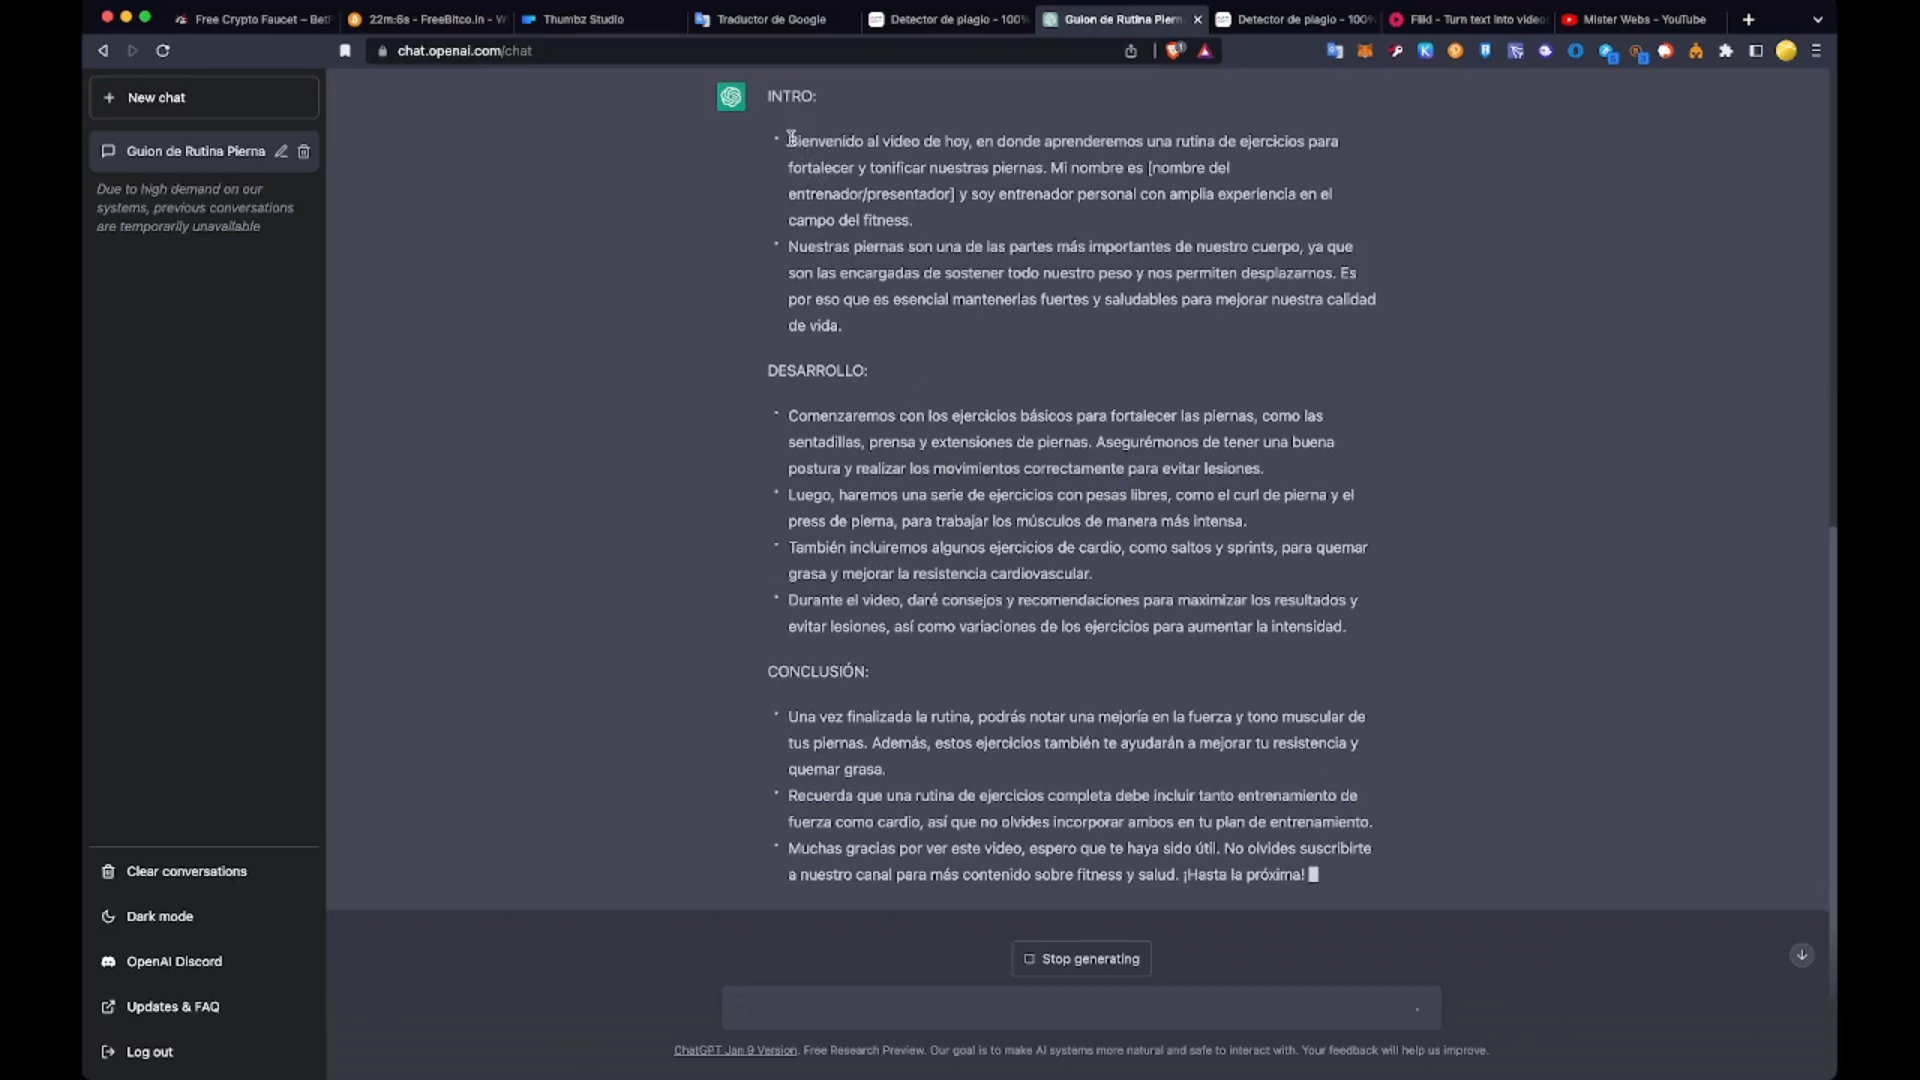 Free Crypto Faucet – Bet
22m:6s - FreeBitco.in - W
Thumbz Studio
Traductor de Google
Detector de plagio - 100%
Guion de Rutina Piern
Detector de plagio - 100%
Fliki - Turn text into videos
Mister Webs - YouTube
chat.openai.com/chat
New chat
Guion de Rutina Pierna
Due to high demand on our
systems, previous conversations
are temporarily unavailable
INTRO:
Bienvenido al video de hoy, en donde aprenderemos una rutina de ejercicios para
fortalecer y tonificar nuestras piernas. Mi nombre es [nombre del
entrenador/presentador] y soy entrenador personal con amplia experiencia en el
campo del fitness.
Nuestras piernas son una de las partes más importantes de nuestro cuerpo, ya que
son las encargadas de sostener todo nuestro peso y nos permiten desplazarnos. Es
por eso que es esencial mantenerlas fuertes y saludables para mejorar nuestra calidad
de vida.
DESARROLLO:
Comenzaremos con los ejercicios básicos para fortalecer las piernas, como las
sentadillas, prensa y extensiones de piernas. Asegurémonos de tener una buena
postura y realizar los movimientos correctamente para evitar lesiones.
Luego, haremos una serie de ejercicios con pesas libres, como el curl de pierna y el
press de pierna, para trabajar los músculos de manera más intensa.
También incluiremos algunos ejercicios de cardio, como saltos y sprints, para quemar
grasa y mejorar la resistencia cardiovascular.
Durante el video, daré consejos y recomendaciones para maximizar los resultados y
evitar lesiones, así como variaciones de los ejercicios para aumentar la intensidad.
CONCLUSIÓN:
Una vez finalizada la rutina, podrás notar una mejoría en la fuerza y tono muscular de
tus piernas. Además, estos ejercicios también te ayudarán a mejorar tu resistencia y
quemar grasa.
Recuerda que una rutina de ejercicios completa debe incluir tanto entrenamiento de
fuerza como cardio, así que no olvides incorporar ambos en tu plan de entrenamiento.
Muchas gracias por ver este video, espero que te haya sido útil. No olvides suscribirte
a nuestro canal para más contenido sobre fitness y salud. ¡Hasta la próxima!
Clear conversations
Dark mode
OpenAI Discord
Updates & FAQ
Log out
Stop generating
ChatGPT Jan 9 Version. Free Research Preview. Our goal is to make AI systems more natural and safe to interact with. Your feedback will help us improve.